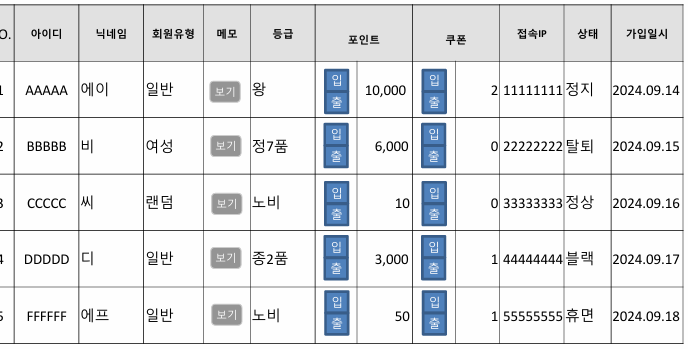 O. 아이디 닉네임 회원유형 메모 등급 포인트 쿠폰 접속IP 상태 가입일시
1 AAAAA 에이 일반 보기 왕 입 출 10,000 입 출 2 11111111 정지 2024.09.14
2 BBBBB 비 여성 보기 정7품 입 출 6,000 입 출 0 22222222 탈퇴 2024.09.15
3 CCCCC 씨 랜덤 보기 노비 입 출 10 입 출 0 33333333 정상 2024.09.16
4 DDDDD 디 일반 보기 종2품 입 출 3,000 입 출 1 44444444 블랙 2024.09.17
5 FFFFFF 에프 일반 보기 노비 입 출 50 입 출 1 55555555 휴면 2024.09.18